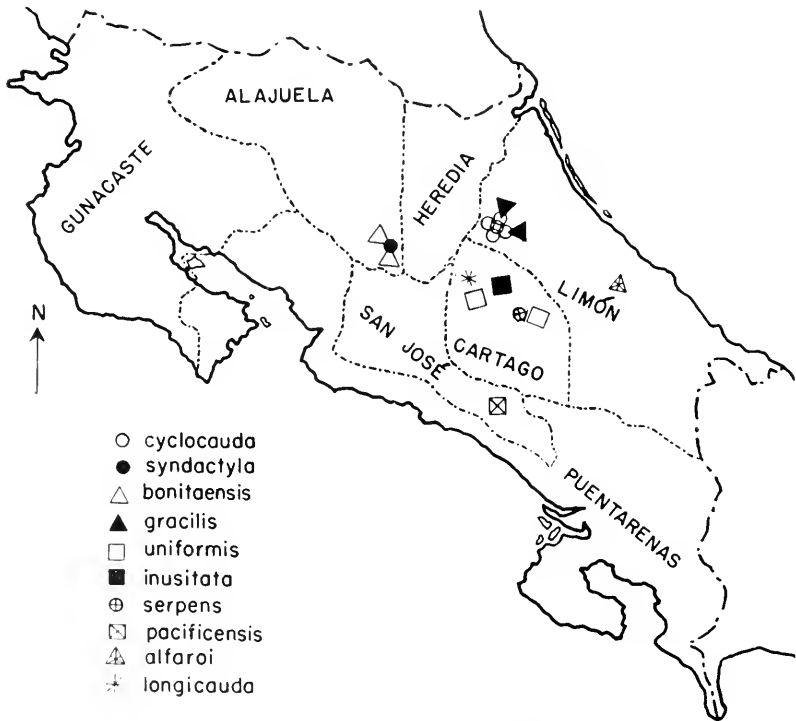 ALAJUELA
GUNACASTE
HEREDIA
LIMÓN
SAN JOSÉ
CARTAGO
PUENTARENAS
N
cyclocauda
syndactyla
bonitaensis
gracilis
uniformis
inusitata
serpens
pacificensis
alfaroi
longicauda